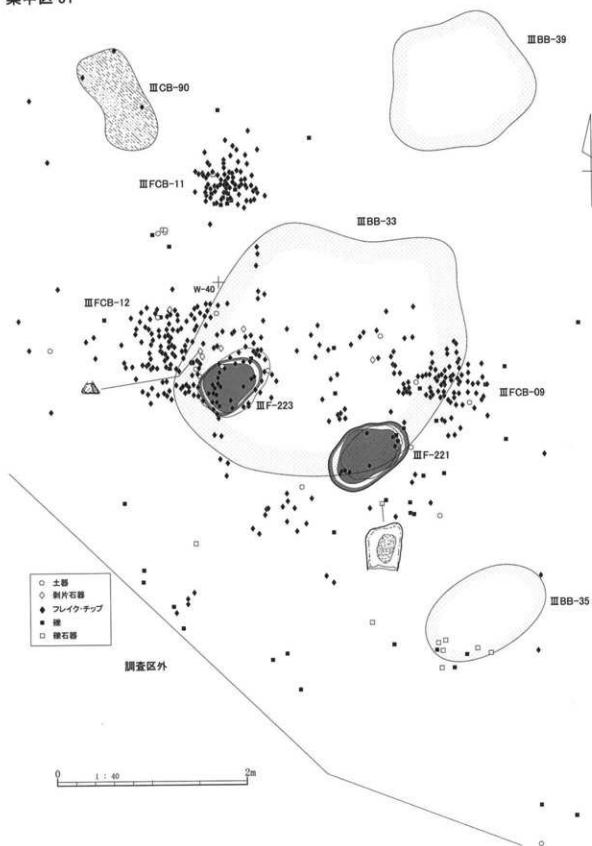 集中区-01
ⅢBB-39
ⅢCB-90
ⅢFCB-11
ⅢBB-33
W-40
ⅢFCB-12
ⅢF-223
ⅢFCB-09
ⅢF-221
○ 土器
◇ 剥片石器
◆ フレイク・チップ
■ 礫
□ 礫石器
ⅢBB-35
調査区外
0 1 : 40 2m